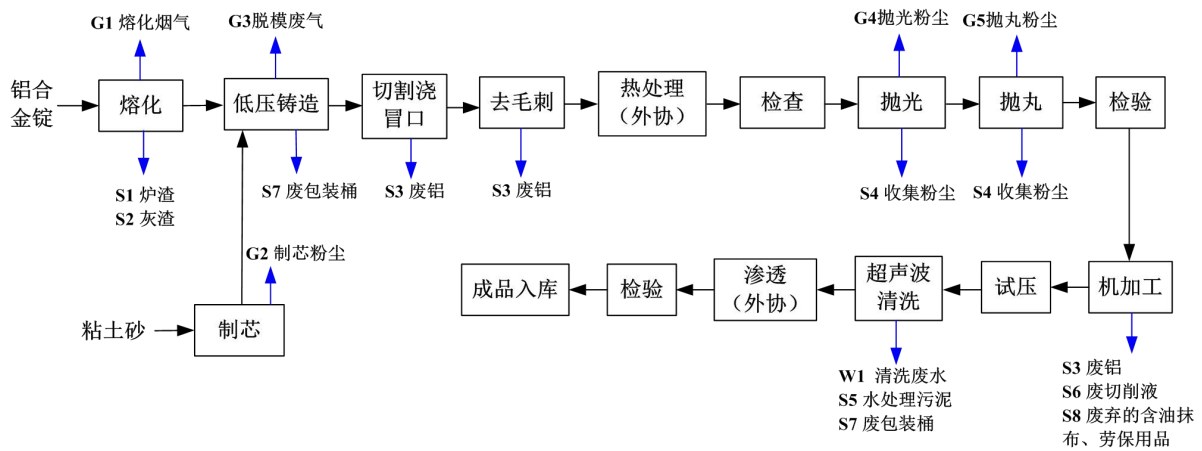 G1 熔化烟气
G3脱模废气
G4抛光粉尘
G5抛丸粉尘
铝合
金锭
熔化
低压铸造
切割浇
冒口
去毛刺
热处理
（外协）
检查
抛光
抛丸
检验
S1 炉渣
S2 灰渣
S7 废包装桶
S3 废铝
S3 废铝
S4 收集粉尘
S4 收集粉尘
G2 制芯粉尘
粘土砂
制芯
成品入库
检验
渗透
（外协）
超声波
清洗
试压
机加工
W1 清洗废水
S5 水处理污泥
S7 废包装桶
S3 废铝
S6 废切削液
S8 废弃的含油抹
布、劳保用品